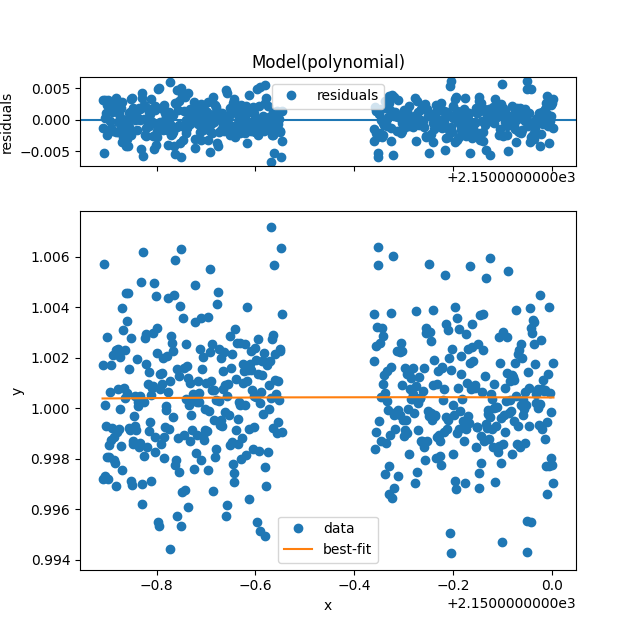 Model(polynomial)
0.005
0.000
−0.005
residuals
residuals
+2.1500000000e3
1.006
1.004
1.002
1.000
0.998
0.996
0.994
y
data
best-fit
−0.8
−0.6
−0.4
−0.2
0.0
x
+2.1500000000e3